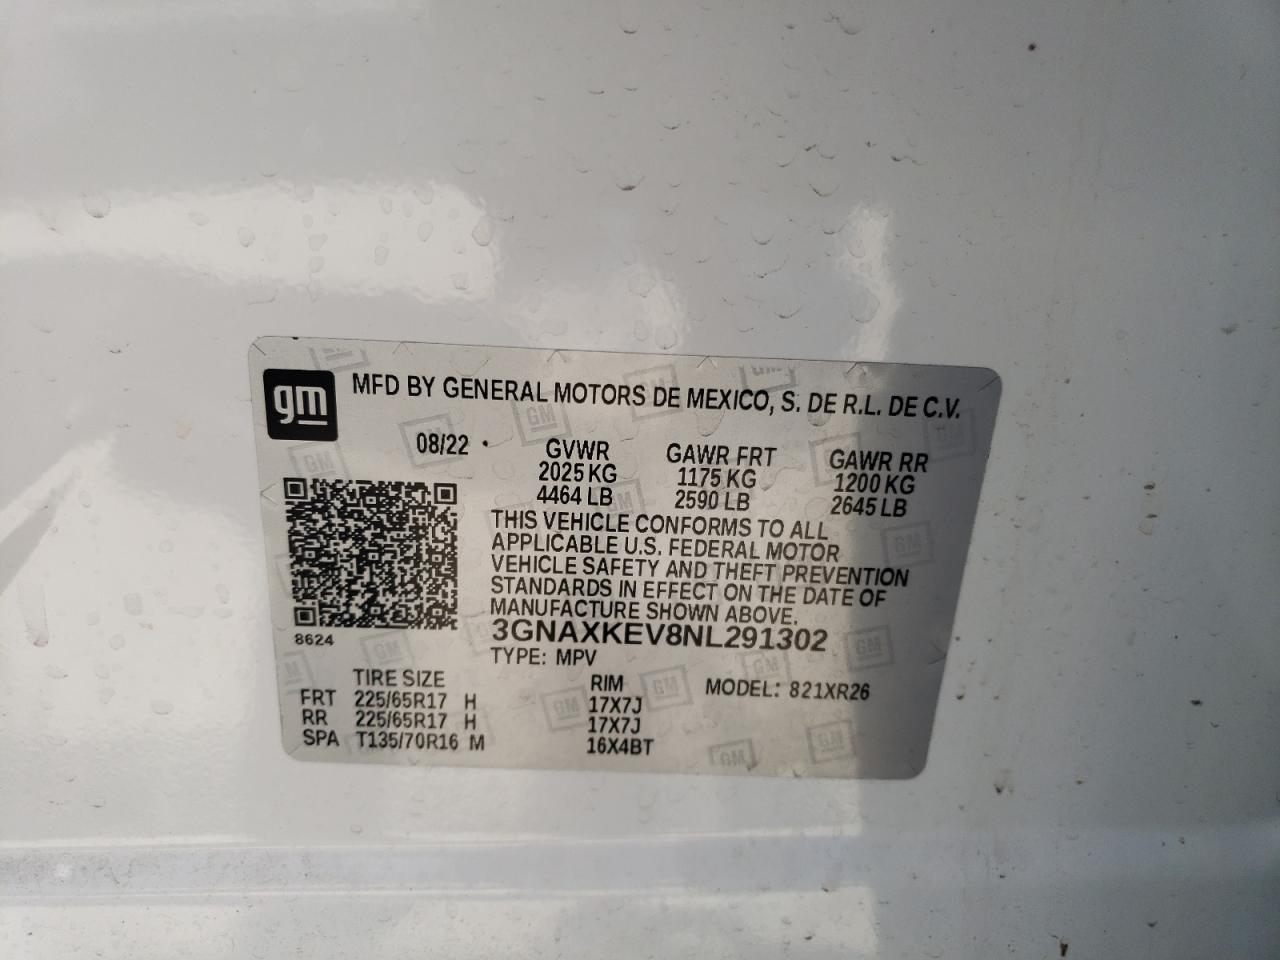 gm MFD BY GENERAL MOTORS DE MEXICO, S. DE R.L. DE C.V.
08/22 • GVWR GAWR FRT GAWR RR
2025 KG 1175 KG 1200 KG
4464 LB 2590 LB 2645 LB
THIS VEHICLE CONFORMS TO ALL
APPLICABLE U.S. FEDERAL MOTOR
VEHICLE SAFETY AND THEFT PREVENTION
STANDARDS IN EFFECT ON THE DATE OF
MANUFACTURE SHOWN ABOVE.
3GNAXKEV8NL291302
8624
TYPE: MPV
TIRE SIZE RIM MODEL: 821XR26
FRT 225/65R17 H 17X7J
RR 225/65R17 H 17X7J
SPA T135/70R16 M 16X4BT